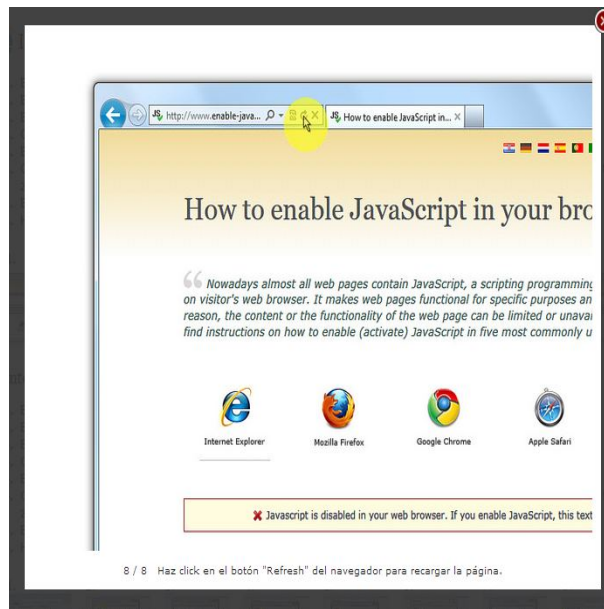 http://www.enable-java...
How to enable JavaScript in...
How to enable JavaScript in your bro
Nowadays almost all web pages contain JavaScript, a scripting programming
on visitor's web browser. It makes web pages functional for specific purposes an
reason, the content or the functionality of the web page can be limited or unava
find instructions on how to enable (activate) JavaScript in five most commonly u
Internet Explorer
Mozilla Firefox
Google Chrome
Apple Safari
Javascript is disabled in your web browser. If you enable JavaScript, this text
8 / 8 Haz click en el botón "Refresh" del navegador para recargar la página.